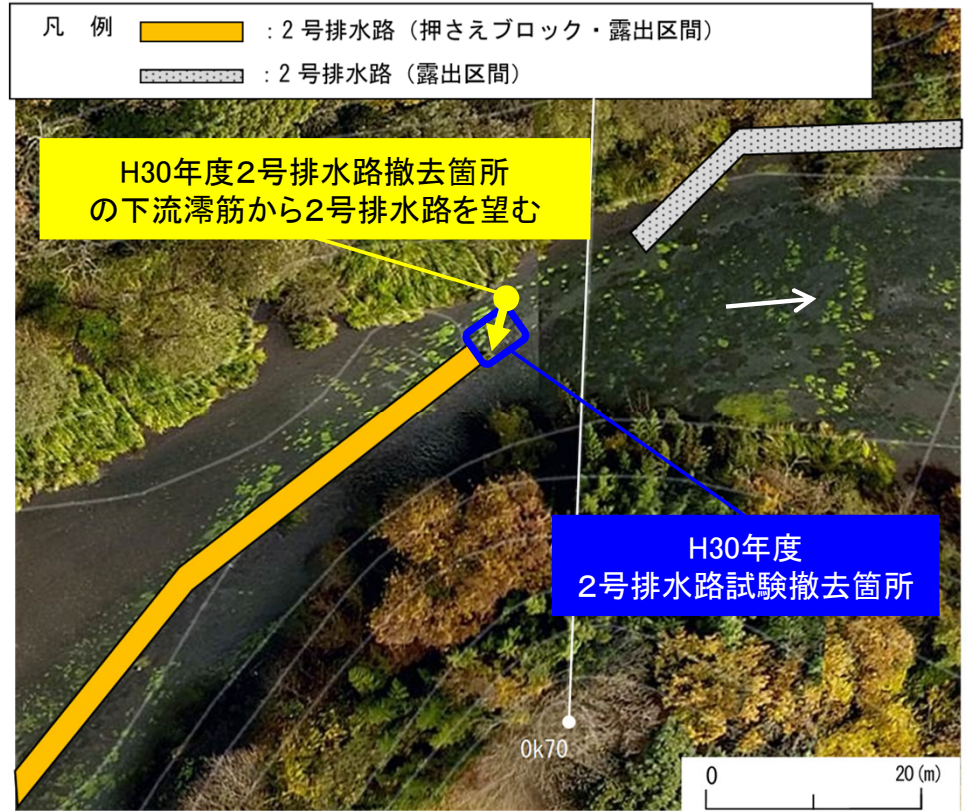 凡 例
：２号排水路（押さえブロック・露出区間）
：２号排水路（露出区間）
H30年度２号排水路撤去箇所
の下流澪筋から２号排水路を望む
H30年度
２号排水路試験撤去箇所
0k70
0 20(m)